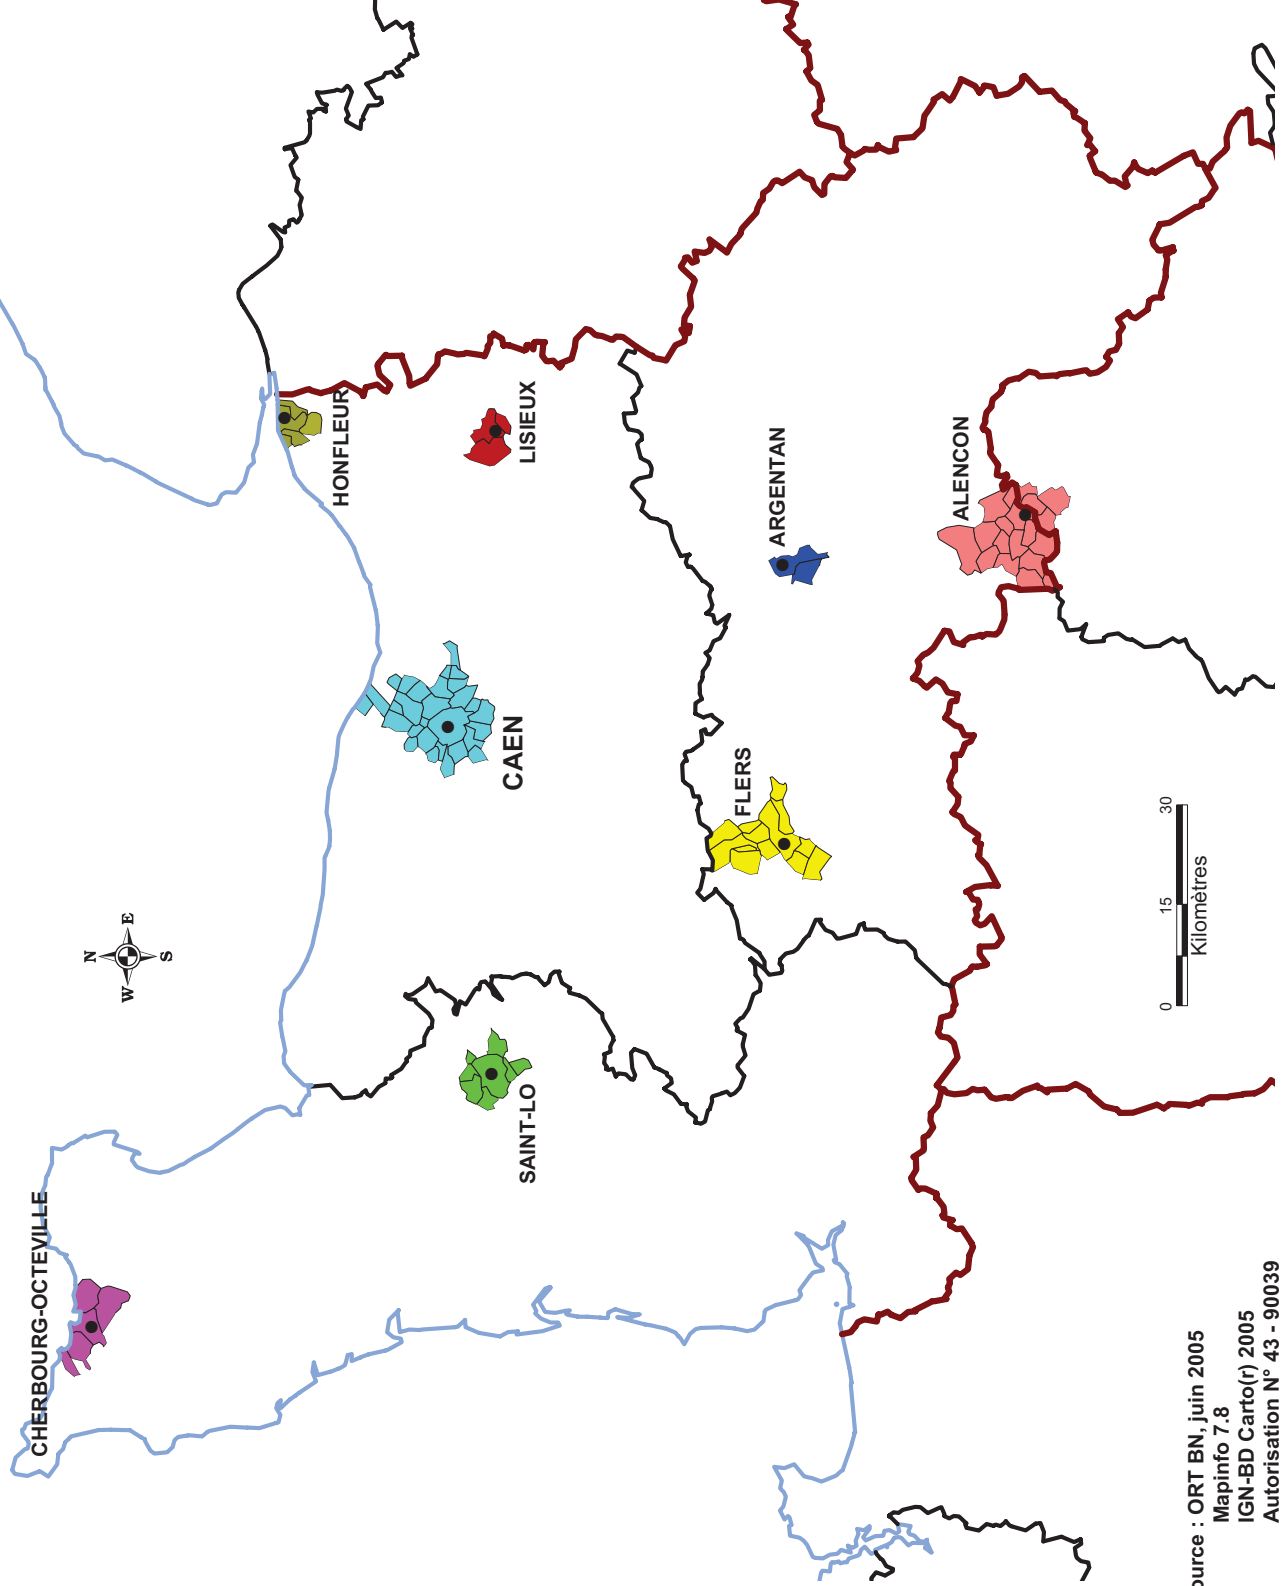 CHERBOURG-OCTEVILLE
N
W E
S
HONFLEUR
CAEN
LISIEUX
SAINT-LO
FLERS
ARGENTAN
ALENCON
0 15 30
Kilomètres
ource : ORT BN, juin 2005
Mapinfo 7.8
IGN-BD Carto(r) 2005
Autorisation N° 43 - 90039